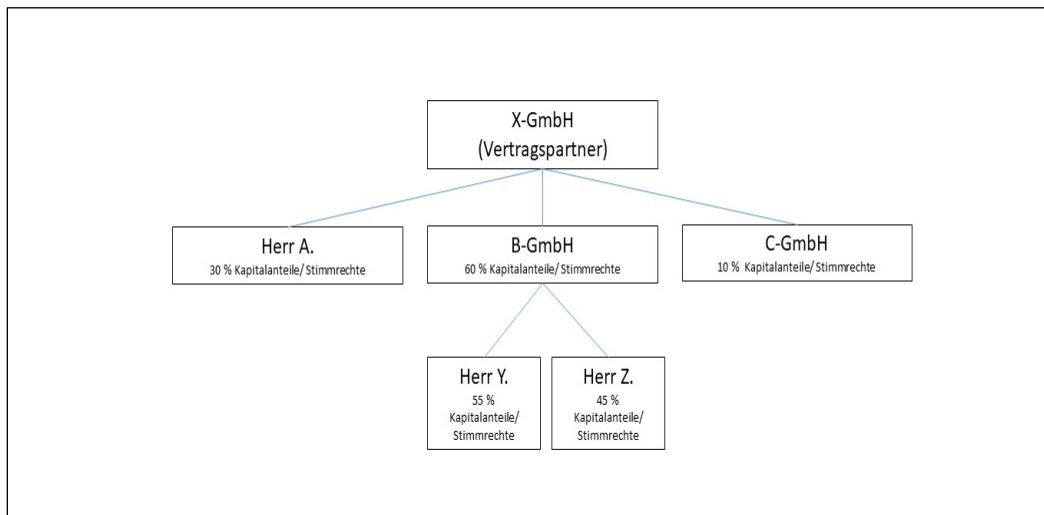 X-GmbH
(Vertragspartner)
Herr A.
30 % Kapitalanteile/ Stimmrechte
B-GmbH
60 % Kapitalanteile/ Stimmrechte
C-GmbH
10 % Kapitalanteile/ Stimmrechte
Herr Y.
55 %
Kapitalanteile/
Stimmrechte
Herr Z.
45 %
Kapitalanteile/
Stimmrechte